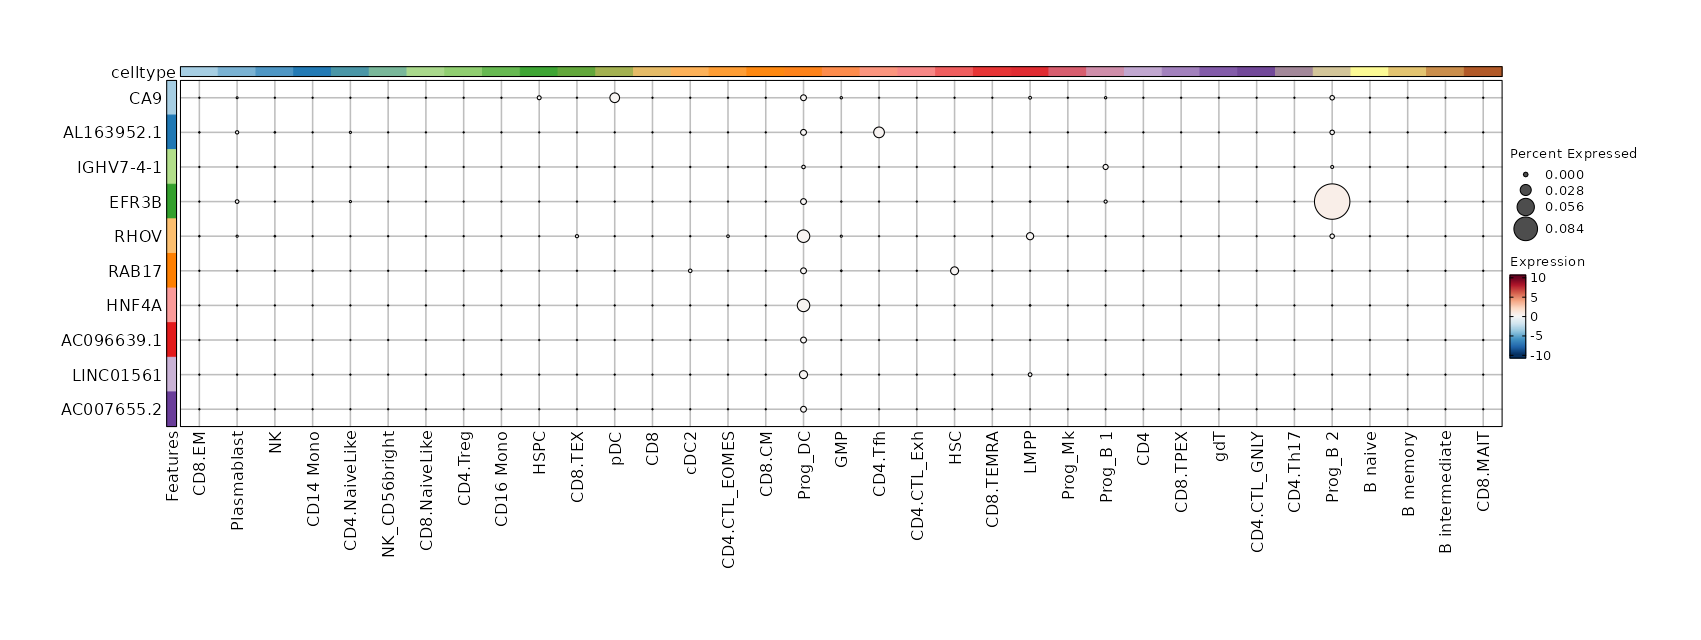 celltype
CA9
AL163952.1
IGHV7-4-1
EFR3B
RHOV
RAB17
HNF4A
AC096639.1
LINC01561
AC007655.2
Features
CD8.EM
Plasmablast
NK
CD14 Mono
CD4.NaiveLike
NK_CD56bright
CD8.NaiveLike
CD4.Treg
CD16 Mono
HSPC
CD8.TEX
pDC
CD8
cDC2
CD4.CTL_EOMES
CD8.CM
Prog_DC
GMP
CD4.Tfh
CD4.CTL_Exh
HSC
CD8.TEMRA
LMPP
Prog_Mk
Prog_B 1
CD4
CD8.TPEX
gdT
CD4.CTL_GNLY
CD4.Th17
Prog_B 2
B naive
B memory
B intermediate
CD8.MAIT
Percent Expressed
0.000
0.028
0.056
0.084
Expression
10
5
0
-5
-10